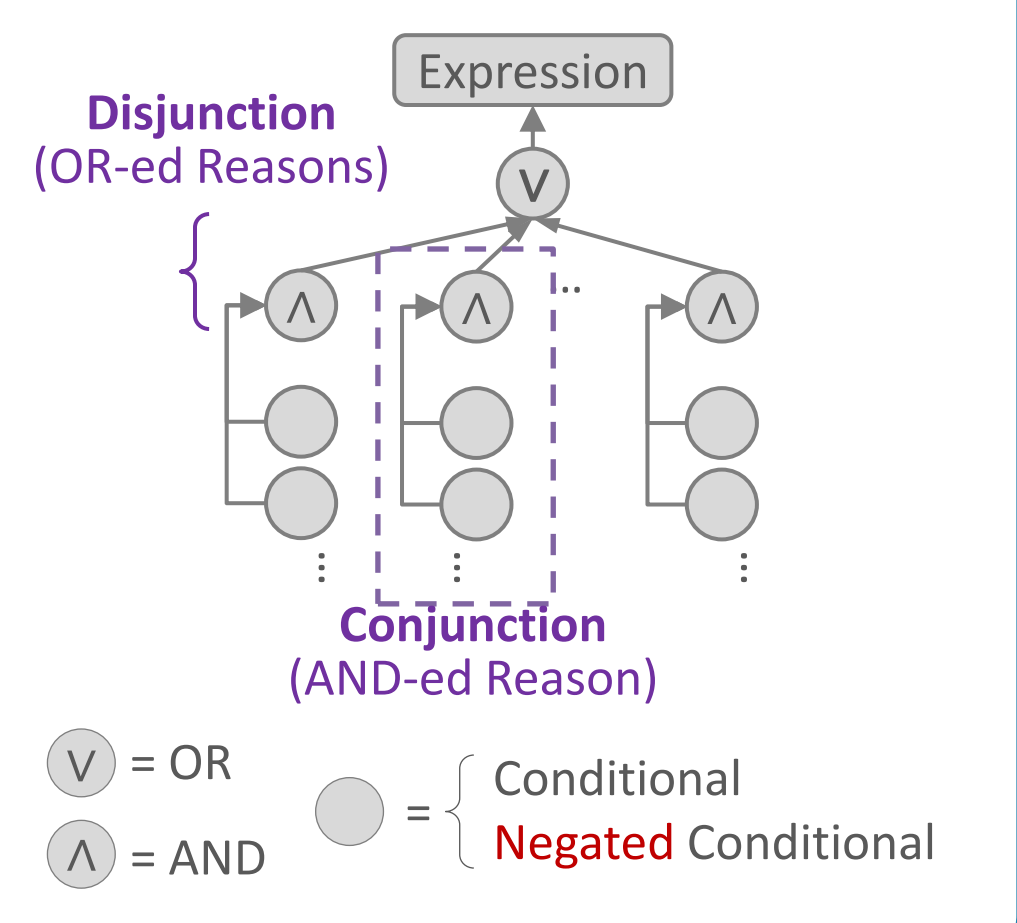 Expression
Disjunction
(OR-ed Reasons)
∨
∧ ∧ .. ∧
⋮ ⋮ ⋮
Conjunction
(AND-ed Reason)
∨ = OR
∧ = AND
= { Conditional
Negated Conditional